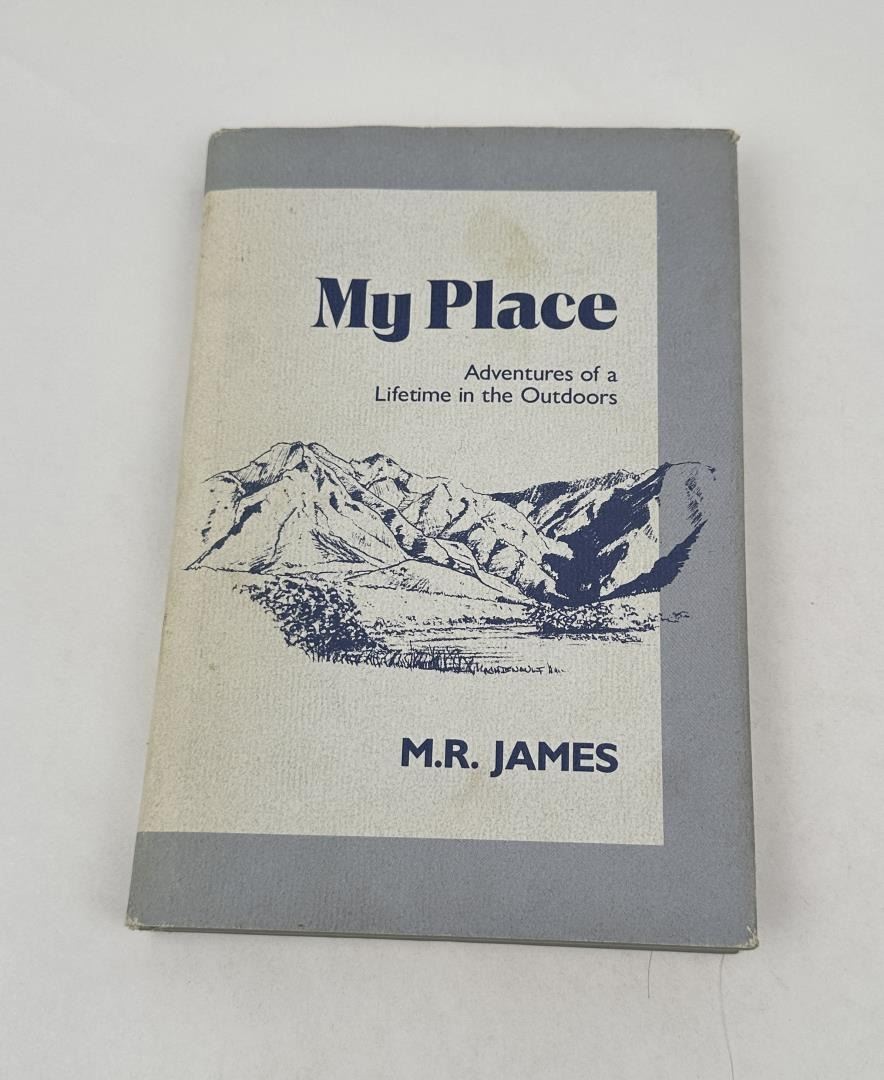 My Place
Adventures of a
Lifetime in the Outdoors
M.R. JAMES